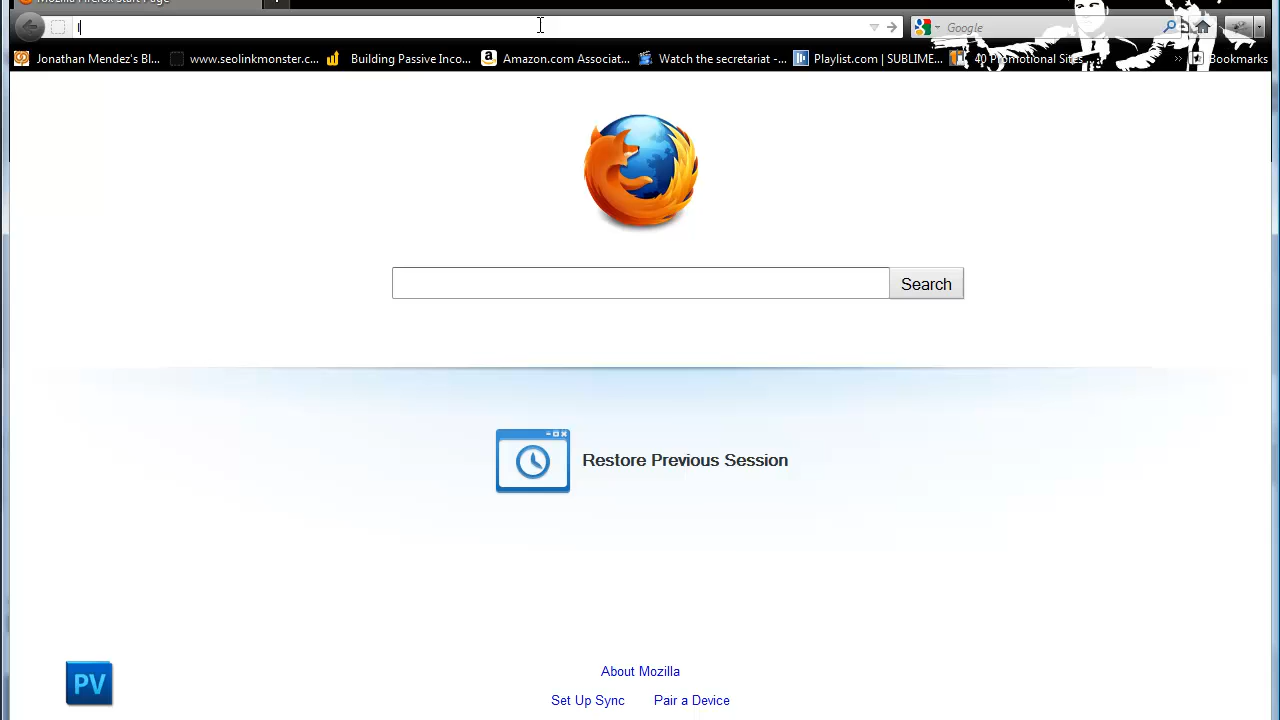 Mozilla Firefox Start Page
Google
Jonathan Mendez's Bl... www.seolinkmonster.c... Building Passive Inco... Amazon.com Associat... Watch the secretariat -... Playlist.com | SUBLIME... 40 Promotional Sites... Bookmarks
Search
Restore Previous Session
About Mozilla
Set Up Sync Pair a Device
PV